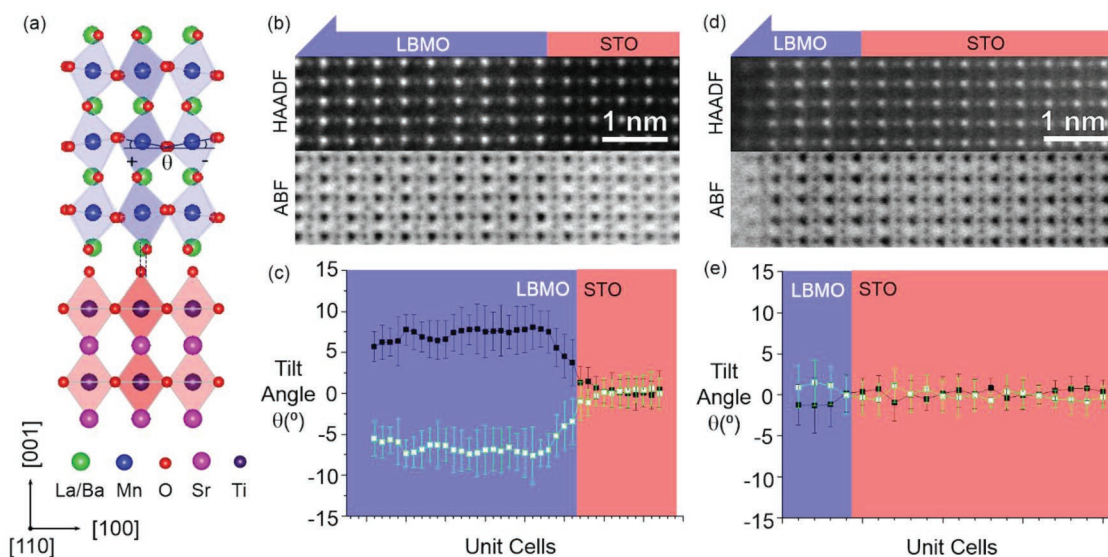 (a)
+ θ -
La/Ba Mn O Sr Ti
[001]
[100]
[110]
(b)
LBMO STO
HAADF
1 nm
ABF
(c)
LBMO STO
15
10
5
0
-5
-10
-15
Tilt
Angle
θ(º)
Unit Cells
(d)
LBMO STO
HAADF
1 nm
ABF
(e)
LBMO STO
15
10
5
0
-5
-10
-15
Tilt
Angle
θ(º)
Unit Cells